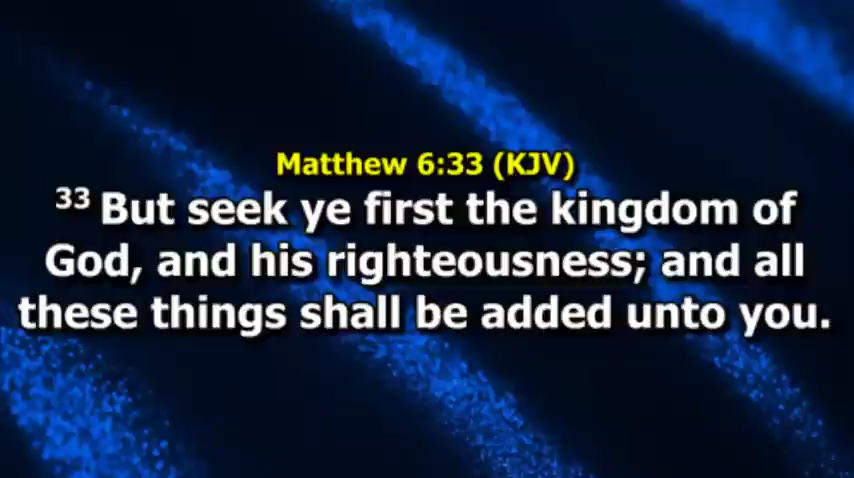 Matthew 6:33 (KJV)
33 But seek ye first the kingdom of
God, and his righteousness; and all
these things shall be added unto you.